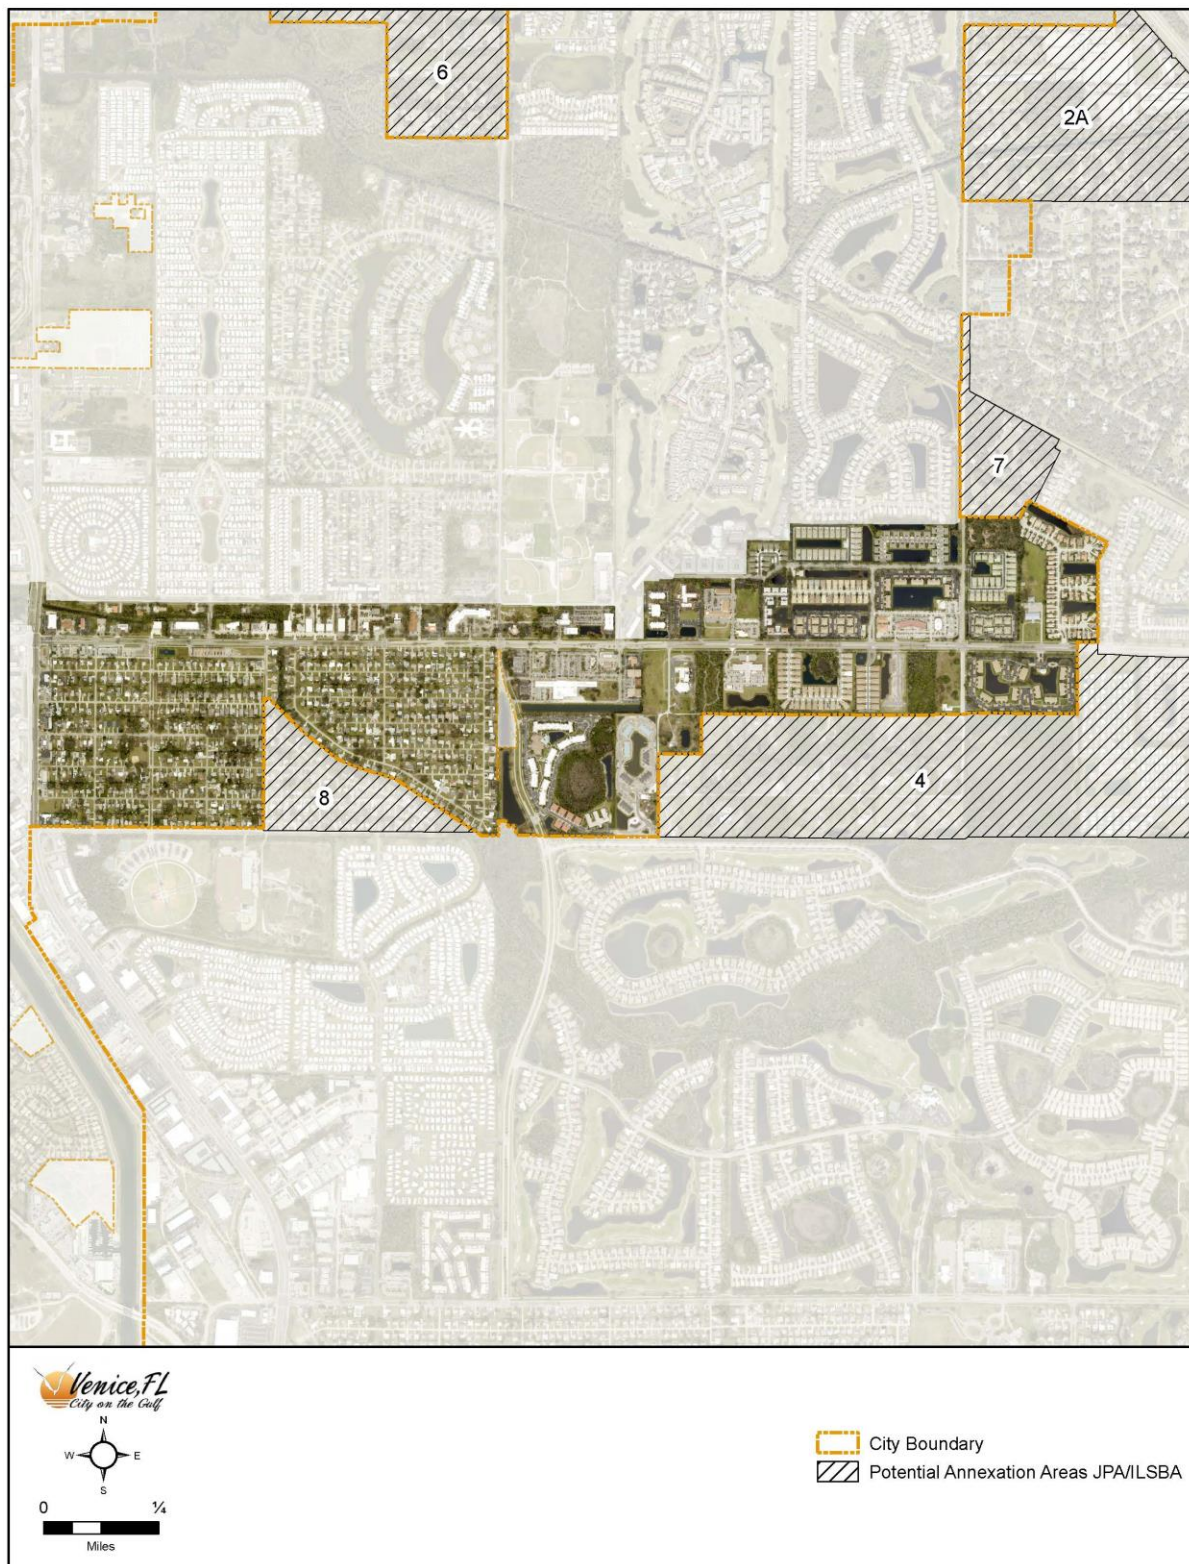 6
2A
7
4
8
Venice, FL
City on the Gulf
N
W E
S
0 ¼
Miles
City Boundary
Potential Annexation Areas JPA/ILSBA